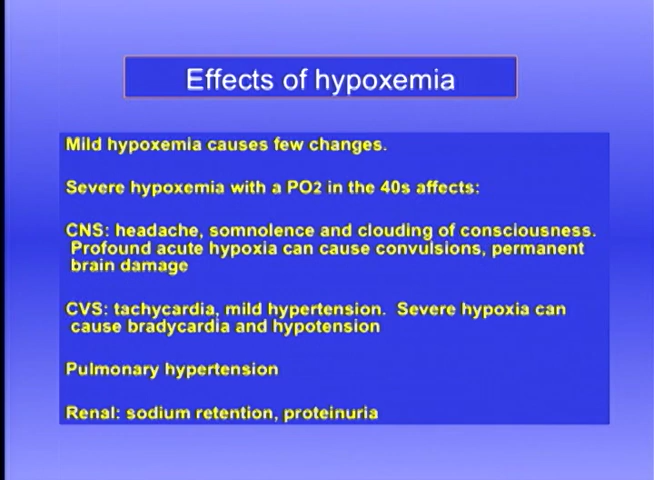 Effects of hypoxemia
Mild hypoxemia causes few changes.
Severe hypoxemia with a PO2 in the 40s affects:
CNS: headache, somnolence and clouding of consciousness.
Profound acute hypoxia can cause convulsions, permanent
brain damage
CVS: tachycardia, mild hypertension. Severe hypoxia can
cause bradycardia and hypotension
Pulmonary hypertension
Renal: sodium retention, proteinuria